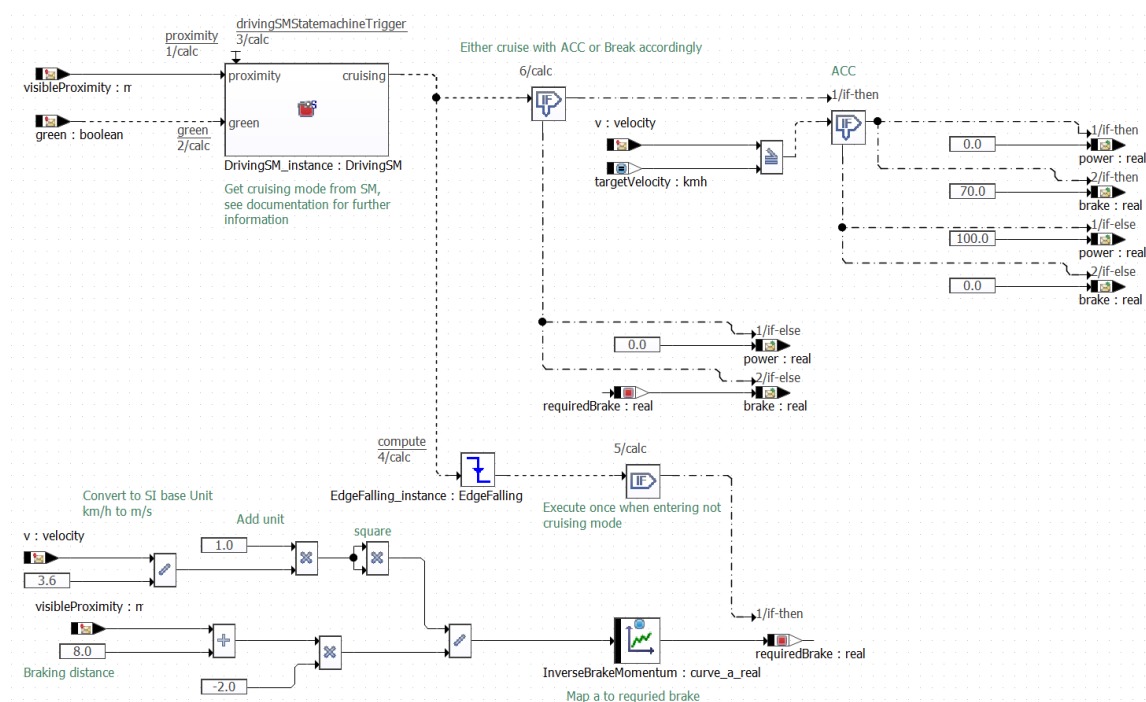 drivingSMStatemachineTrigger
3/calc
proximity
1/calc
proximity
cruising
visibleProximity : m
green : boolean
green
2/calc
green
DrivingSM_instance : DrivingSM
Get cruising mode from SM,
see documentation for further
information
Either cruise with ACC or Break accordingly
6/calc
IF
ACC
1/if-then
IF
v : velocity
targetVelocity : kmh
0.0
1/if-then
power : real
70.0
2/if-then
brake : real
100.0
1/if-else
power : real
0.0
2/if-else
brake : real
0.0
1/if-else
power : real
requiredBrake : real
2/if-else
brake : real
compute
4/calc
EdgeFalling_instance : EdgeFalling
5/calc
IF
Execute once when entering not
cruising mode
Convert to SI base Unit
km/h to m/s
v : velocity
3.6
Add unit
1.0
square
visibleProximity : m
8.0
Braking distance
-2.0
InverseBrakeMomentum : curve_a_real
Map a to requried brake
1/if-then
requiredBrake : real